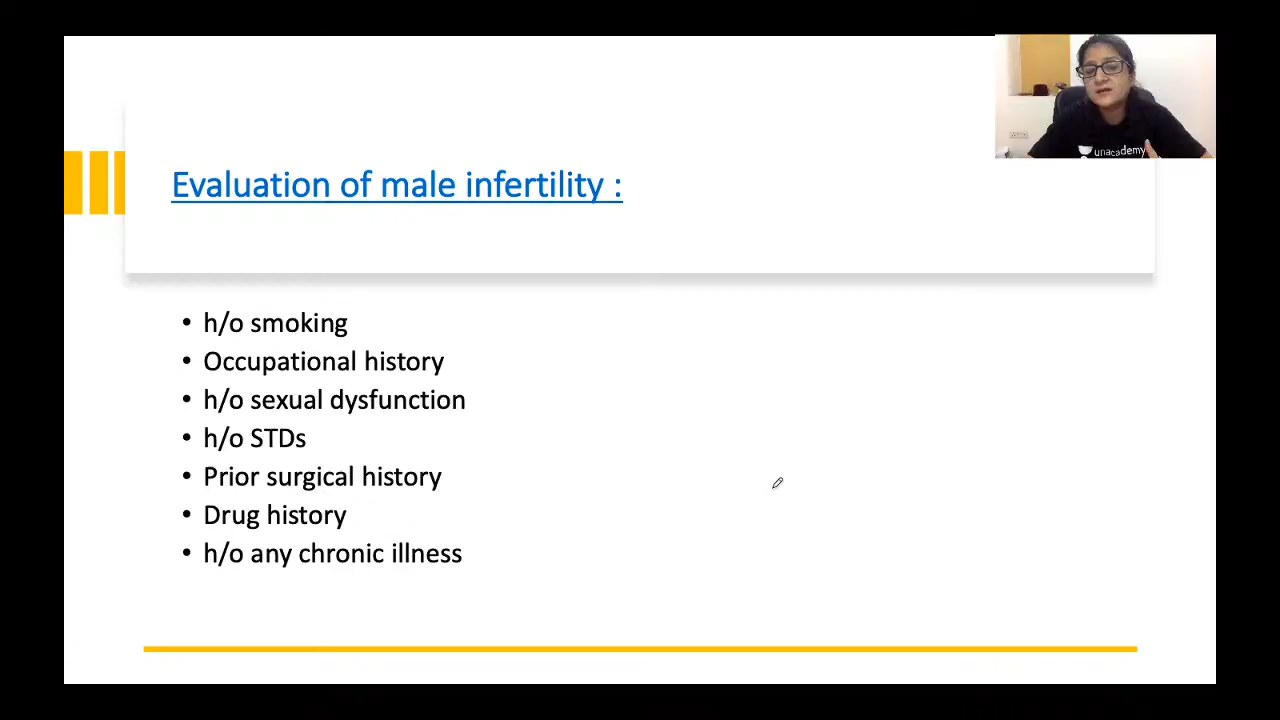 unacademy
Evaluation of male infertility :
• h/o smoking
• Occupational history
• h/o sexual dysfunction
• h/o STDs
• Prior surgical history
• Drug history
• h/o any chronic illness